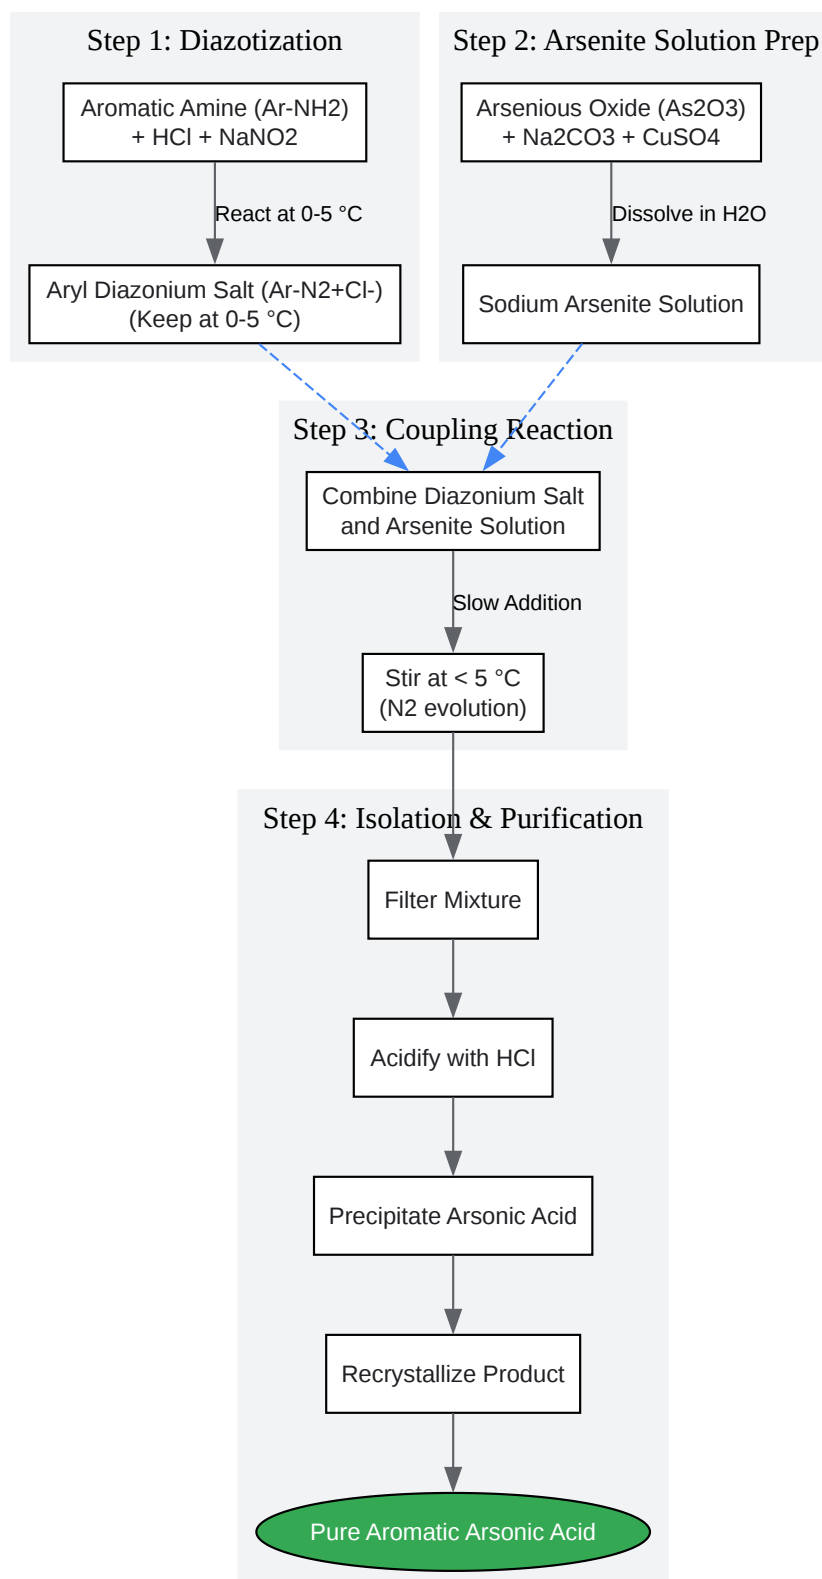 Step 1: Diazotization
Aromatic Amine (Ar-NH2)
+ HCl + NaNO2
React at 0-5 °C
Aryl Diazonium Salt (Ar-N2+Cl-)
(Keep at 0-5 °C)
Step 2: Arsenite Solution Prep
Arsenious Oxide (As2O3)
+ Na2CO3 + CuSO4
Dissolve in H2O
Sodium Arsenite Solution
Step 3: Coupling Reaction
Combine Diazonium Salt
and Arsenite Solution
Slow Addition
Stir at < 5 °C
(N2 evolution)
Step 4: Isolation & Purification
Filter Mixture
Acidify with HCl
Precipitate Arsonic Acid
Recrystallize Product
Pure Aromatic Arsonic Acid